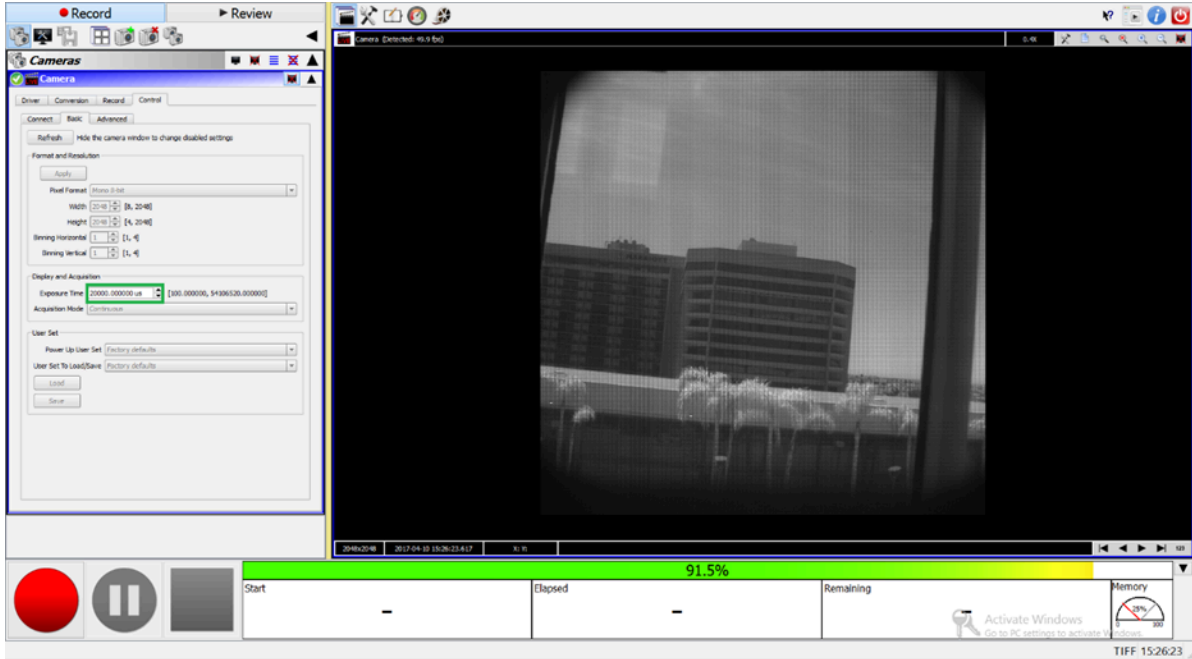 Record Review
Cameras
Camera
Driver Conversion Record Control
Connect Basic Advanced
Refresh Hide the camera window to change disabled settings
Format and Resolution
Apply
Pixel Format Mono 8-bit
Width 2048 [8, 2048]
Height 2048 [4, 2048]
Binning Horizontal 1 [1, 4]
Binning Vertical 1 [1, 4]
Display and Acquisition
Exposure Time 20000.000000 us [100.000000, 54106520.000000]
Acquisition Mode Continuous
User Set
Power Up User Set Factory defaults
User Set To Load/Save Factory defaults
Load
Save
Camera (Detected: 49.9 fps)
0.4X
2048x2048 2017-04-10 15:26:23.617
123
91.5%
Start Elapsed Remaining Memory
- - - 25%
0 100
Activate Windows
Go to PC settings to activate Windows.
TIFF 15:26:23